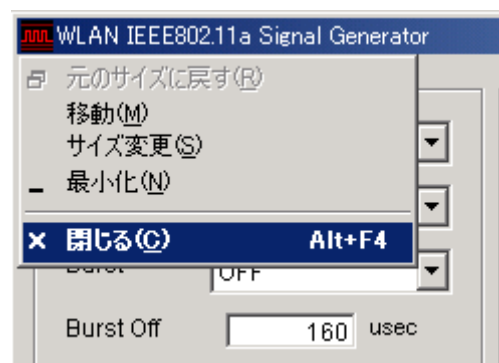 WLAN IEEE802.11a Signal Generator
元のサイズに戻す(R)
移動(M)
サイズ変更(S)
最小化(N)
閉じる(C) Alt+F4
Burst OFF
Burst Off 160 usec